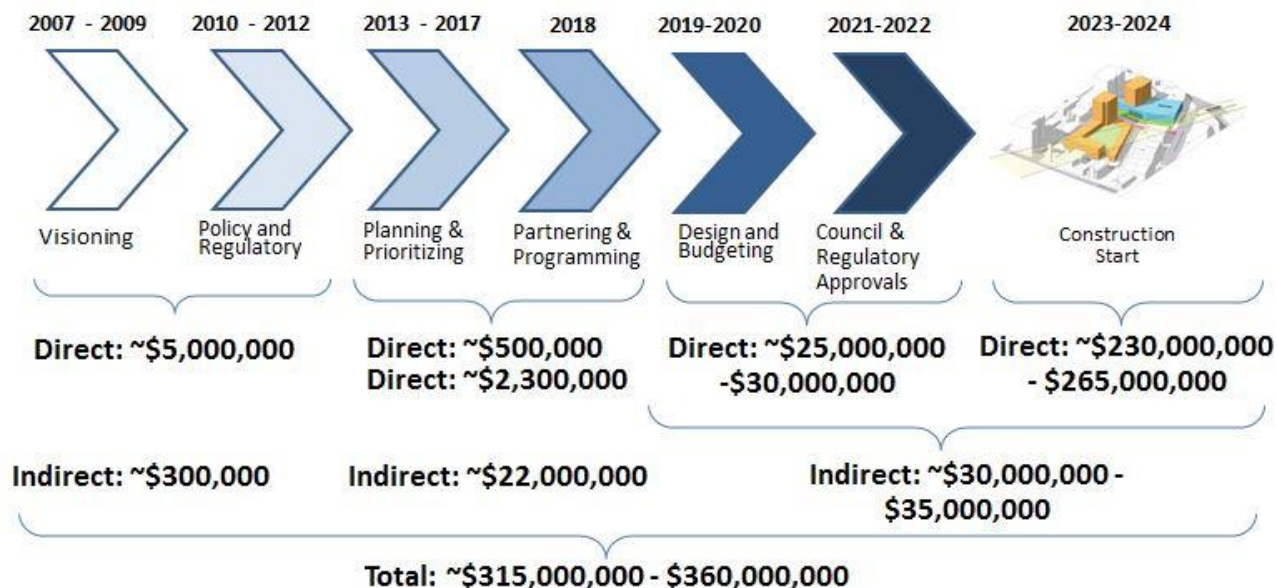 2007 - 2009 2010 - 2012 2013 - 2017 2018 2019-2020 2021-2022 2023-2024
Visioning
Policy and
Regulatory
Planning &
Prioritizing
Partnering &
Programming
Design and
Budgeting
Council &
Regulatory
Approvals
Construction
Start
Direct: ~$5,000,000
Direct: ~$500,000
Direct: ~$2,300,000
Direct: ~$25,000,000
-$30,000,000
Direct: ~$230,000,000
- $265,000,000
Indirect: ~$300,000
Indirect: ~$22,000,000
Indirect: ~$30,000,000 -
$35,000,000
Total: ~$315,000,000 - $360,000,000